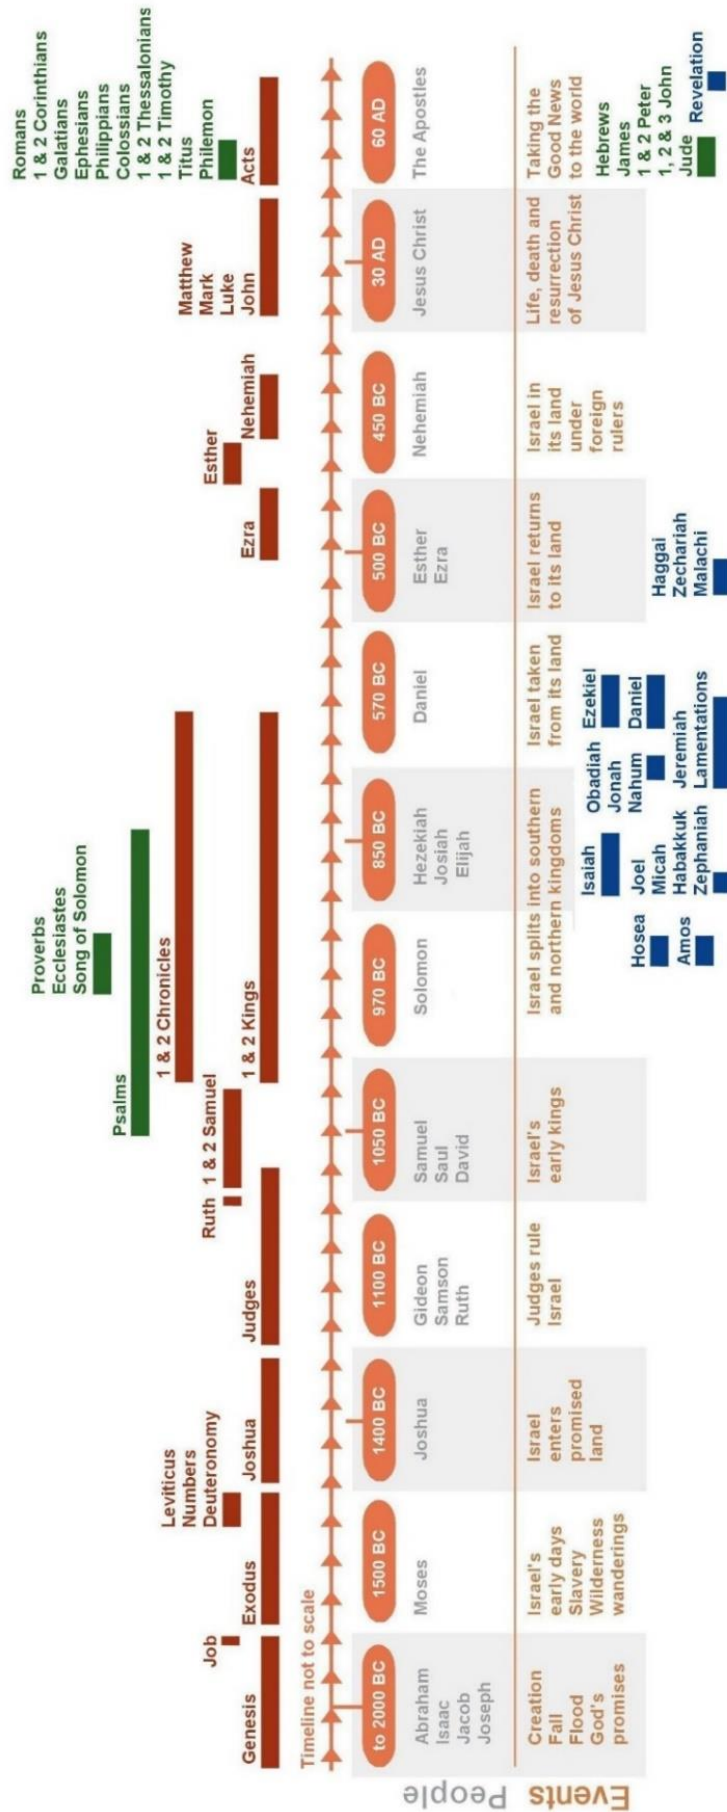 Proverbs
Ecclesiastes
Song of Solomon
Psalms
1 & 2 Chronicles
Romans
1 & 2 Corinthians
Galatians
Ephesians
Philippians
Colossians
1 & 2 Thessalonians
1 & 2 Timothy
Titus
Philemon
Matthew
Mark
Luke
John
Leviticus
Numbers
Deuteronomy
Job
Ruth
1 & 2 Samuel
Esther
Genesis
Exodus
Joshua
Judges
1 & 2 Kings
Ezra
Nehemiah
Acts
Timeline not to scale
to 2000 BC
1500 BC
1400 BC
1100 BC
1050 BC
970 BC
850 BC
570 BC
500 BC
450 BC
30 AD
60 AD
People
Abraham
Isaac
Jacob
Joseph
Moses
Joshua
Gideon
Samson
Ruth
Samuel
Saul
David
Solomon
Hezekiah
Josiah
Elijah
Daniel
Esther
Ezra
Nehemiah
Jesus Christ
The Apostles
Events
Creation
Fall
Flood
God's
promises
Israel's
early days
Slavery
Wilderness
wanderings
Israel
enters
promised
land
Judges rule
Israel
Israel's
early kings
Israel splits into southern
and northern kingdoms
Israel taken
from its land
Israel returns
to its land
Israel in
its land
under
foreign
rulers
Life, death and
resurrection
of Jesus Christ
Taking the
Good News
to the world
Hosea
Amos
Isaiah
Joel
Micah
Habakkuk
Zephaniah
Obadiah
Jonah
Nahum
Jeremiah
Lamentations
Ezekiel
Daniel
Haggai
Zechariah
Malachi
Hebrews
James
1 & 2 Peter
1, 2 & 3 John
Jude
Revelation